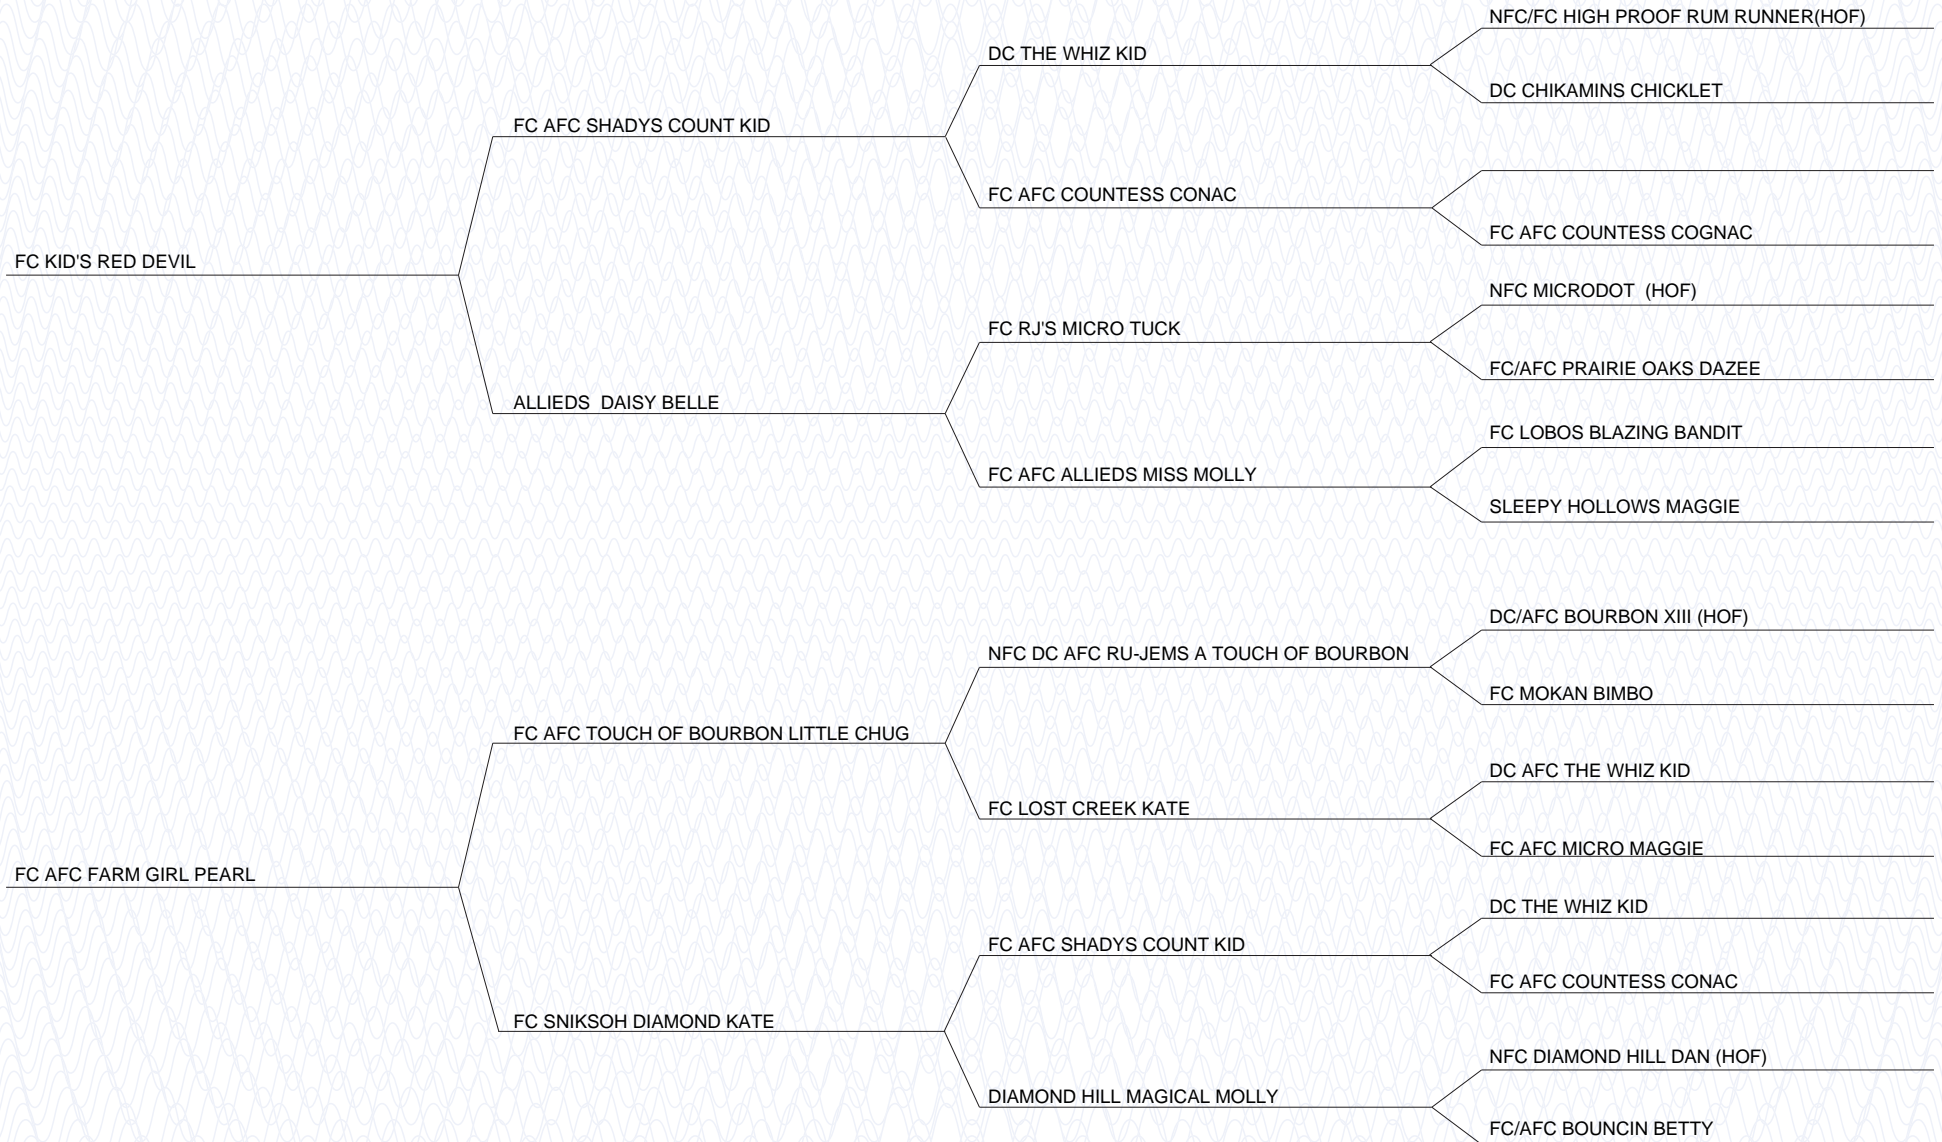 NFC/FC HIGH PROOF RUM RUNNER(HOF)
DC THE WHIZ KID
DC CHIKAMINS CHICKLET
FC AFC SHADYS COUNT KID
FC AFC COUNTESS CONAC
FC AFC COUNTESS COGNAC
FC KID'S RED DEVIL
NFC MICRODOT  (HOF)
FC RJ'S MICRO TUCK
FC/AFC PRAIRIE OAKS DAZEE
ALLIEDS  DAISY BELLE
FC LOBOS BLAZING BANDIT
FC AFC ALLIEDS MISS MOLLY
SLEEPY HOLLOWS MAGGIE
DC/AFC BOURBON XIII (HOF)
NFC DC AFC RU-JEMS A TOUCH OF BOURBON
FC MOKAN BIMBO
FC AFC TOUCH OF BOURBON LITTLE CHUG
DC AFC THE WHIZ KID
FC LOST CREEK KATE
FC AFC MICRO MAGGIE
FC AFC FARM GIRL PEARL
DC THE WHIZ KID
FC AFC SHADYS COUNT KID
FC AFC COUNTESS CONAC
FC SNIKSOH DIAMOND KATE
NFC DIAMOND HILL DAN (HOF)
DIAMOND HILL MAGICAL MOLLY
FC/AFC BOUNCIN BETTY